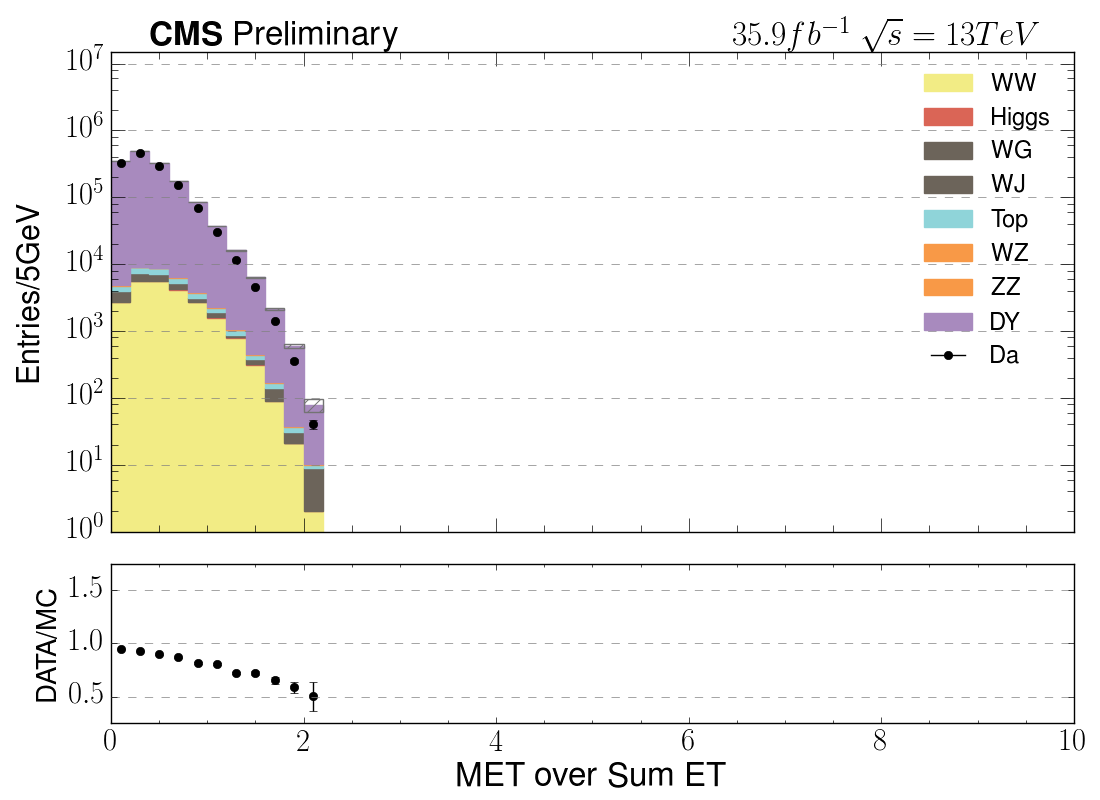 CMS Preliminary 35.9fb⁻¹ √s = 13TeV
10⁷
10⁶
10⁵
10⁴
10³
10²
10¹
10⁰
Entries/5GeV
WW
Higgs
WG
WJ
Top
WZ
ZZ
DY
Da
1.5
1.0
0.5
DATA/MC
0 2 4 6 8 10
MET over Sum ET